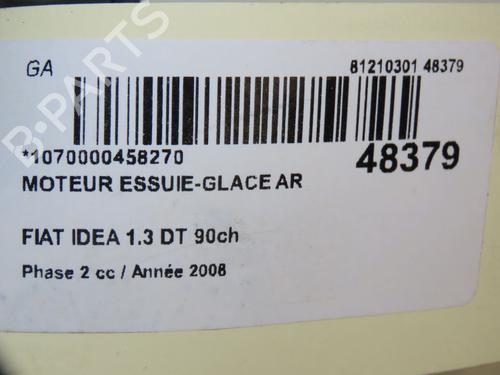 GA
81210301 48379
*1070000458270
48379
MOTEUR ESSUIE-GLACE AR
FIAT IDEA 1.3 DT 90ch
Phase 2 cc / Année 2008
B-PARTS